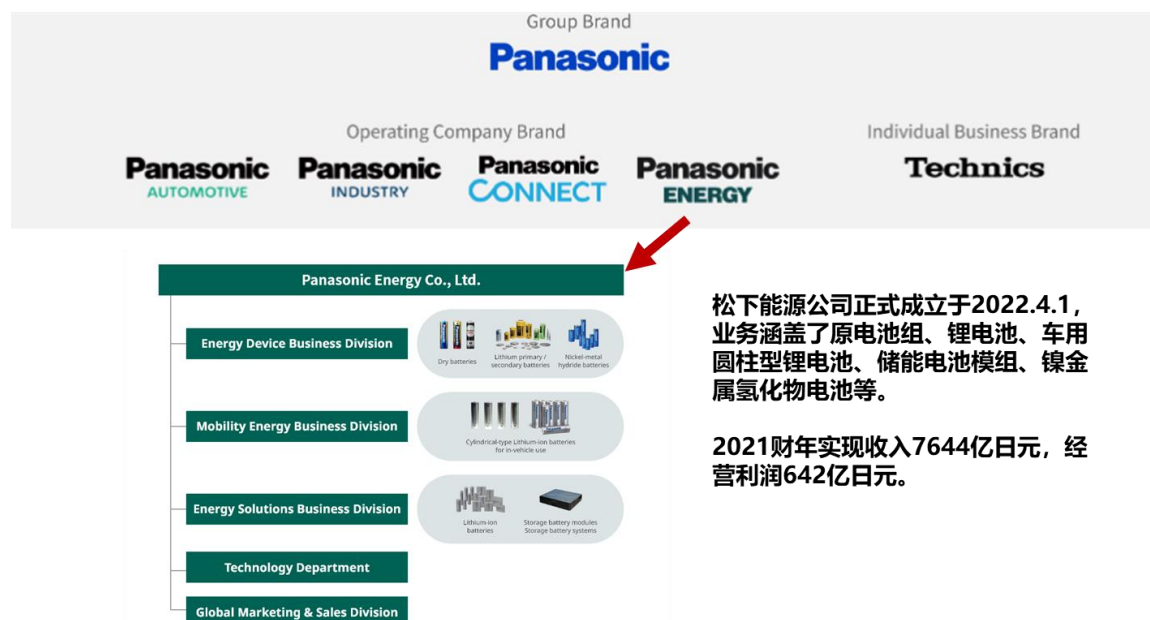 Group Brand
Panasonic
Operating Company Brand
Individual Business Brand
Panasonic
AUTOMOTIVE
Panasonic
INDUSTRY
Panasonic
CONNECT
Panasonic
ENERGY
Technics
Panasonic Energy Co., Ltd.
Energy Device Business Division
Dry batteries
Lithium primary /
secondary batteries
Nickel-metal
hydride batteries
Mobility Energy Business Division
Cylindrical-type Lithium-ion batteries
for in-vehicle use
Energy Solutions Business Division
Lithium-ion
batteries
Storage battery modules
Storage battery systems
Technology Department
Global Marketing & Sales Division
松下能源公司正式成立于2022.4.1,
业务涵盖了原电池组、锂电池、车用
圆柱型锂电池、储能电池模组、镍金
属氢化物电池等。
2021财年实现收入7644亿日元，经
营利润642亿日元。